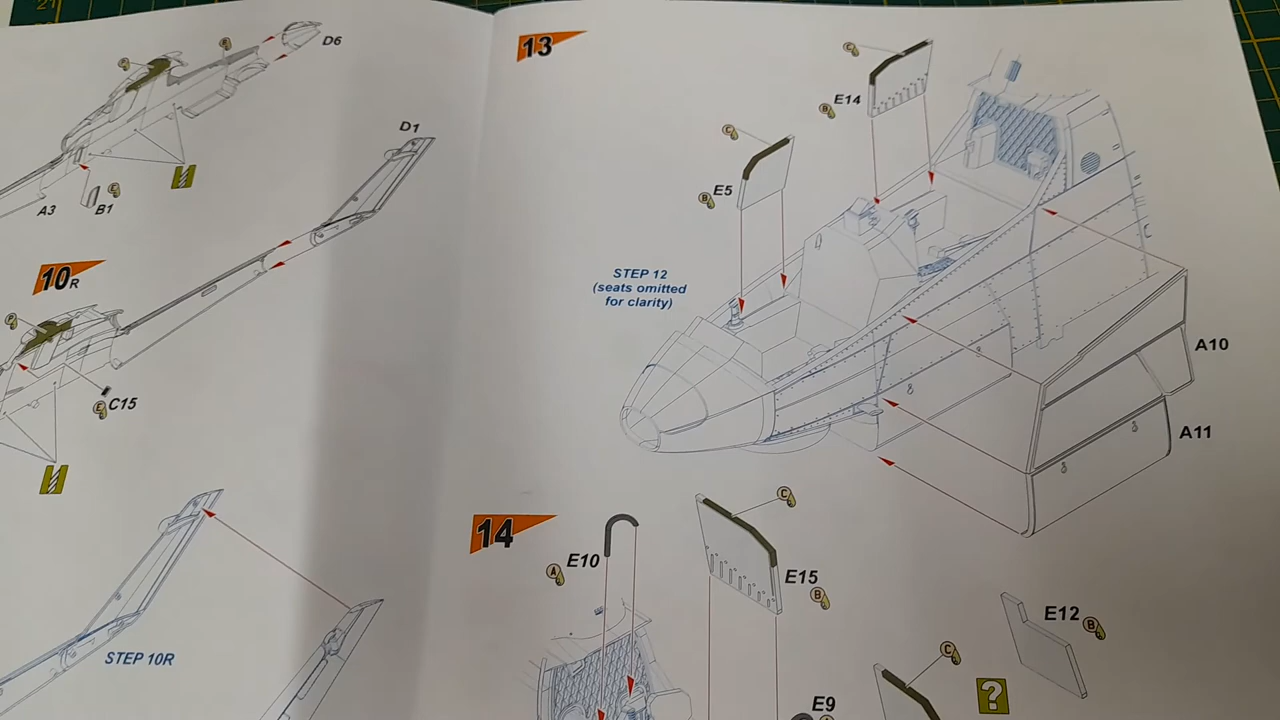 21
D6
D1
A3
B1
E
10R
P
C15
E
STEP 10R
13
C
E14
B
C
E5
B
STEP 12
(seats omitted
for clarity)
A10
A11
14
E10
A
C
E15
B
E12
B
C
?
E9